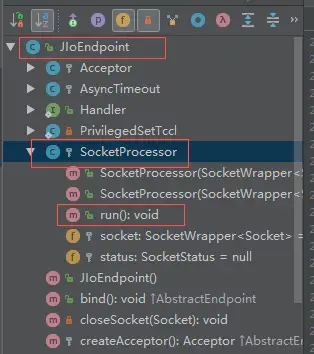 JIoEndpoint
Acceptor
AsyncTimeout
Handler
PrivilegedSetTccl
SocketProcessor
SocketProcessor(SocketWrapper<S
SocketProcessor(SocketWrapper<S
run(): void
socket: SocketWrapper<Socket> =
status: SocketStatus = null
JIoEndpoint()
bind(): void ↑AbstractEndpoint
closeSocket(Socket): void
createAcceptor(): Acceptor ↑AbstractE